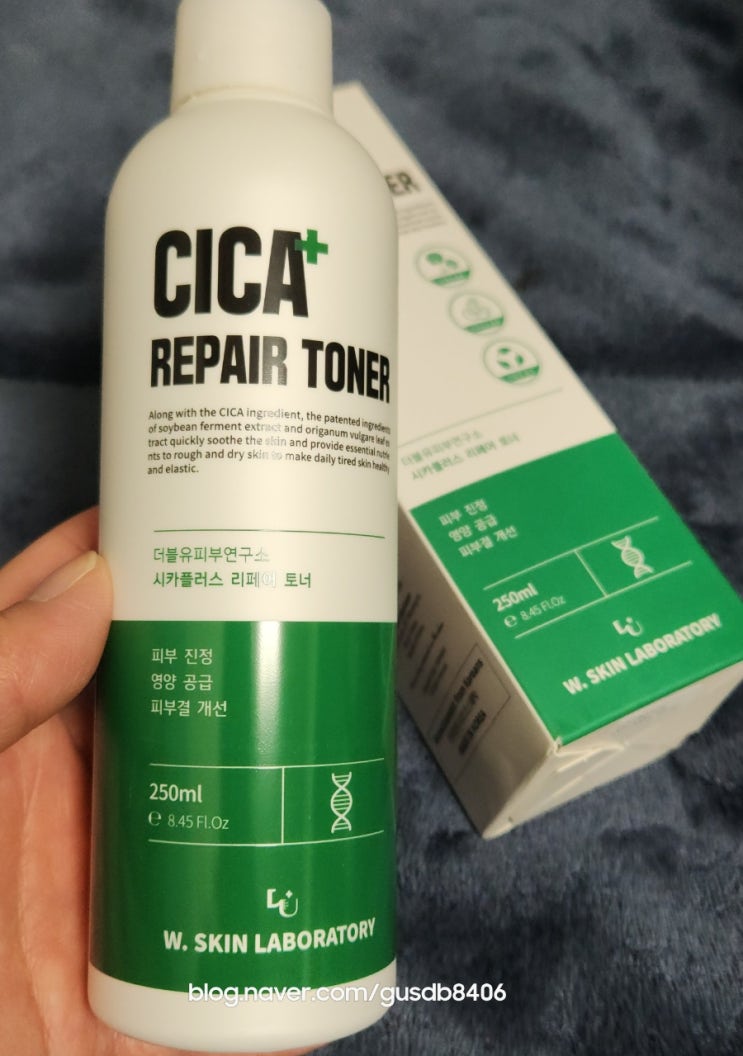 CICA+
REPAIR TONER
Along with the CICA ingredient, the patented ingredients
of soybean ferment extract and origanum vulgare leaf ex
tract quickly soothe the skin and provide essential nutrie
nts to rough and dry skin to make daily tired skin healthy
and elastic.
더블유피부연구소
시카플러스 리페어 토너
피부 진정
영양 공급
피부결 개선
250ml
℮ 8.45 Fl.Oz
W. SKIN LABORATORY
ER
더블유피부연구소
시카플러스 리페어 토너
피부 진정
영양 공급
피부결 개선
250ml
℮ 8.45 Fl.Oz
W. SKIN LABORATORY
MADE IN KOREA
blog.naver.com/gusdb8406